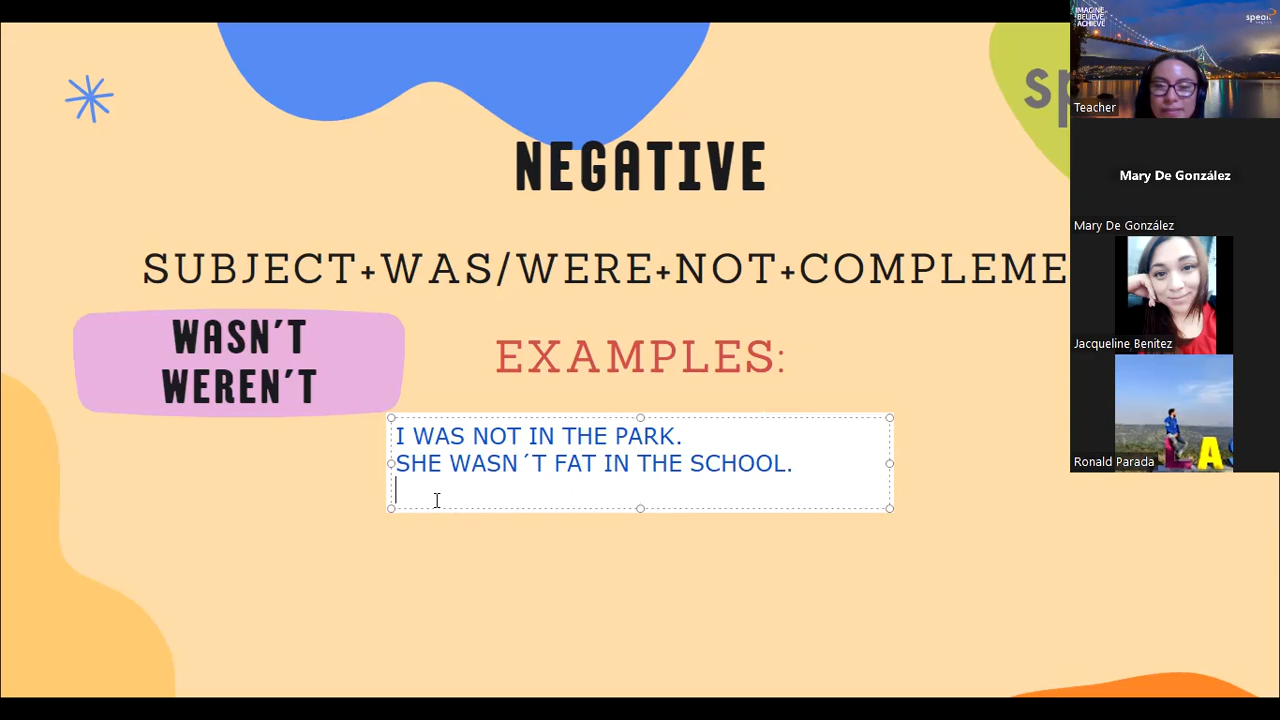 IMAGINE
BELIEVE
ACHIEVE
speak
Teacher
NEGATIVE
Mary De González
Mary De González
SUBJECT+WAS/WERE+NOT+COMPLEME
WASN'T
WEREN'T
EXAMPLES:
Jacqueline Benitez
I WAS NOT IN THE PARK.
SHE WASN´T FAT IN THE SCHOOL.
A
Ronald Parada